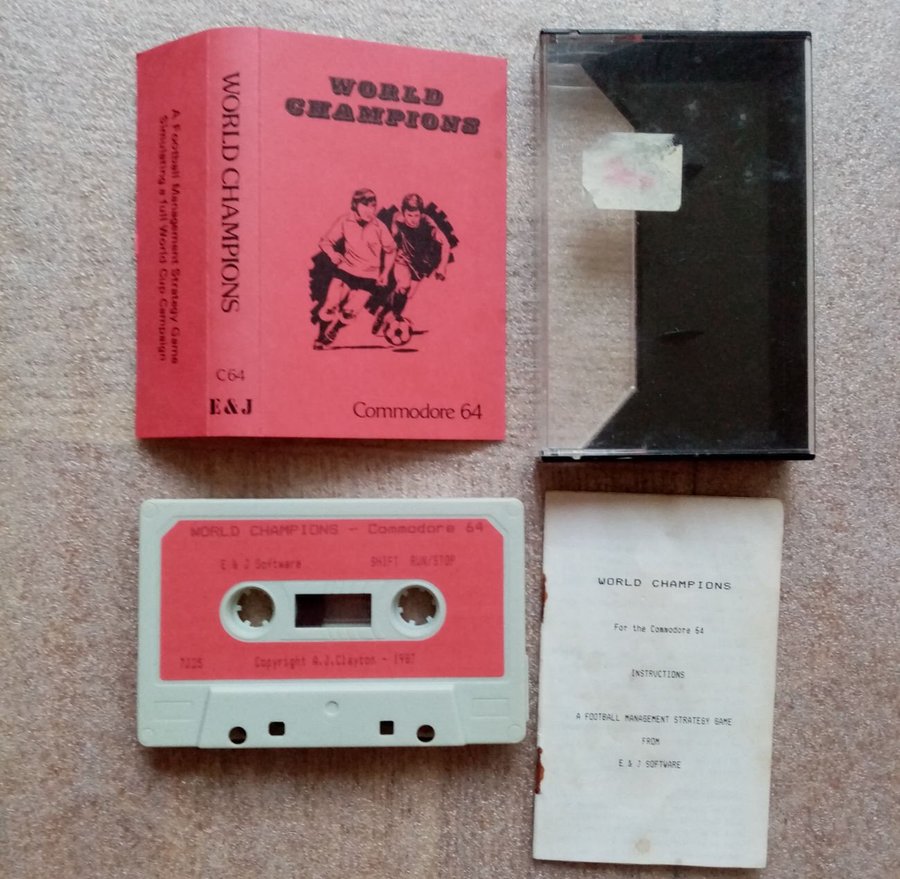 A Football Management Strategy Game
Simulating a full World Cup Campaign
WORLD CHAMPIONS
C64
E & J
WORLD
CHAMPIONS
Commodore 64
WORLD CHAMPIONS - Commodore 64
E & J Software
SHIFT RUN/STOP
Copyright A.J.Clayton - 1987
WORLD CHAMPIONS
For the Commodore 64
INSTRUCTIONS
A FOOTBALL MANAGEMENT STRATEGY GAME
FROM
E & J SOFTWARE